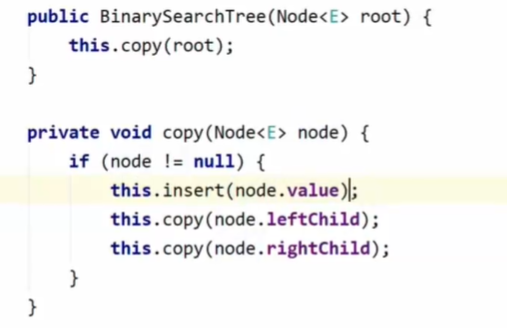 public BinarySearchTree(Node<E> root) {
    this.copy(root);
}

private void copy(Node<E> node) {
    if (node != null) {
        this.insert(node.value);
        this.copy(node.leftChild);
        this.copy(node.rightChild);
    }
}